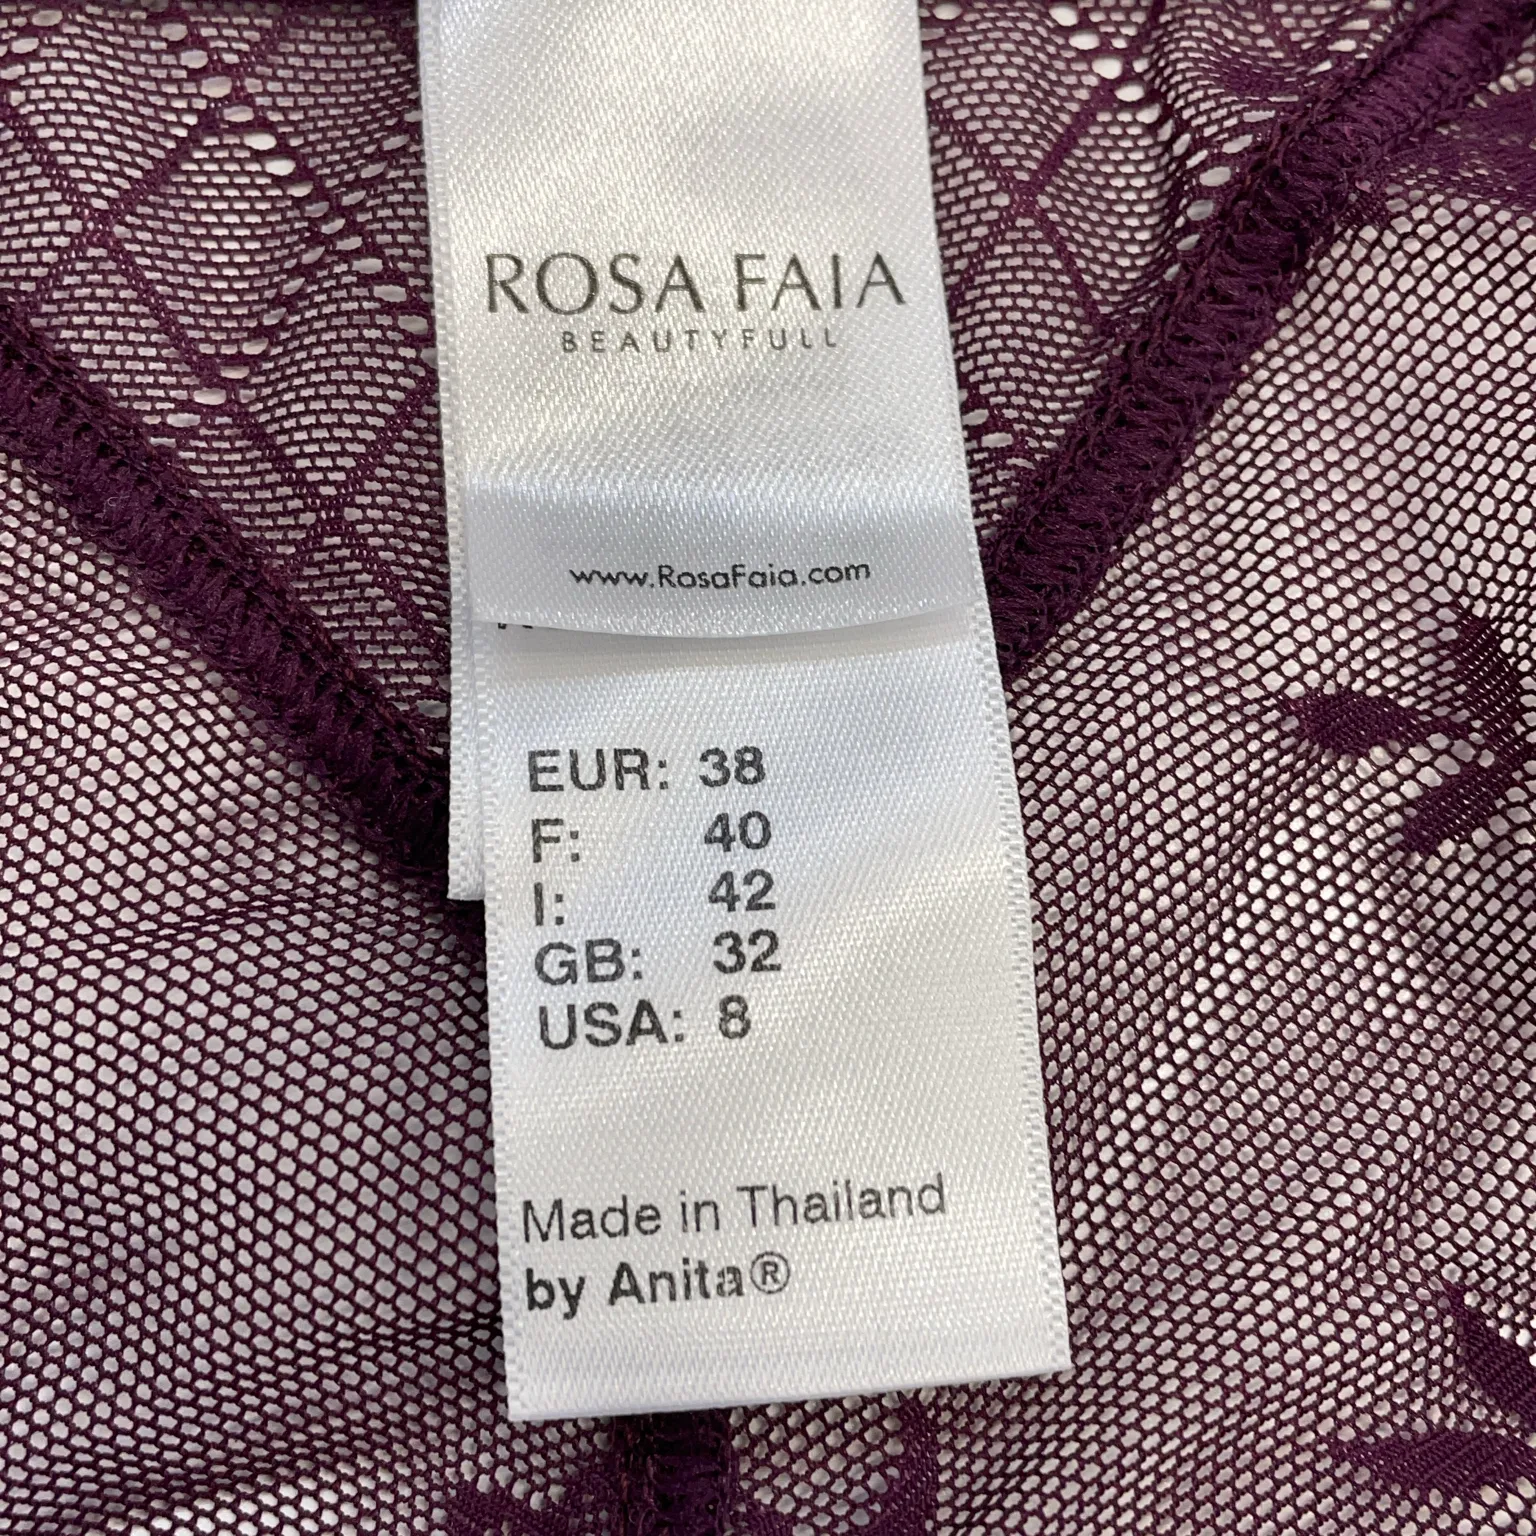 ROSA FAIA
BEAUTYFULL
www.RosaFaia.com
EUR: 38
F: 40
I: 42
GB: 32
USA: 8
Made in Thailand
by Anita®